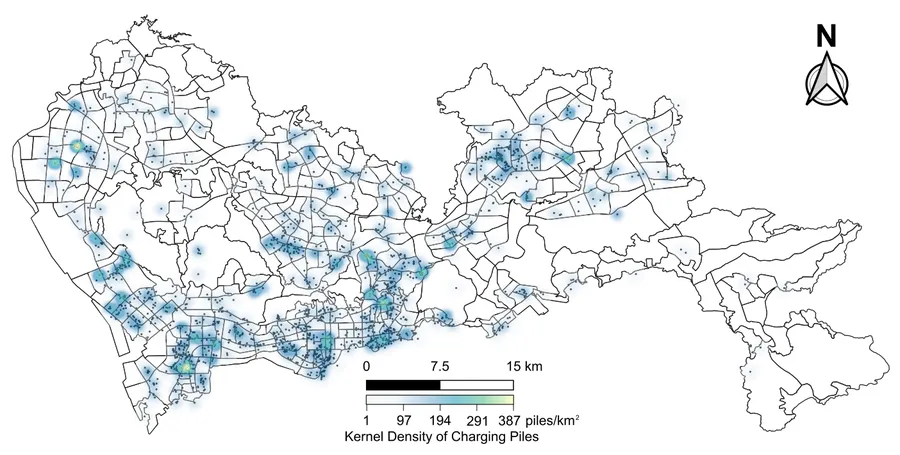 N
0 7.5 15 km
1 97 194 291 387 piles/km²
Kernel Density of Charging Piles